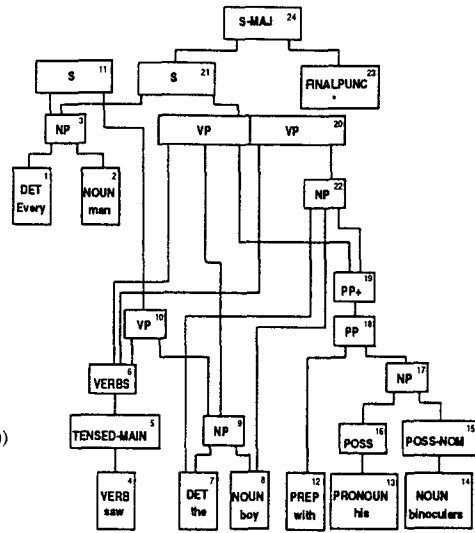 S-MAJ 24
S 11
S 21
FINALPUNC 23
.
NP 3
VP VP 20
DET 1
Every
NOUN 2
man
NP 22
PP+ 19
VP 10
PP 18
VERBS 6
NP 17
TENSED-MAIN 5
NP 9
POSS 16
POSS-NOM 15
)
VERB 4
saw
DET 7
the
NOUN 8
boy
PREP 12
with
PRONOUN 13
his
NOUN 14
binoculars